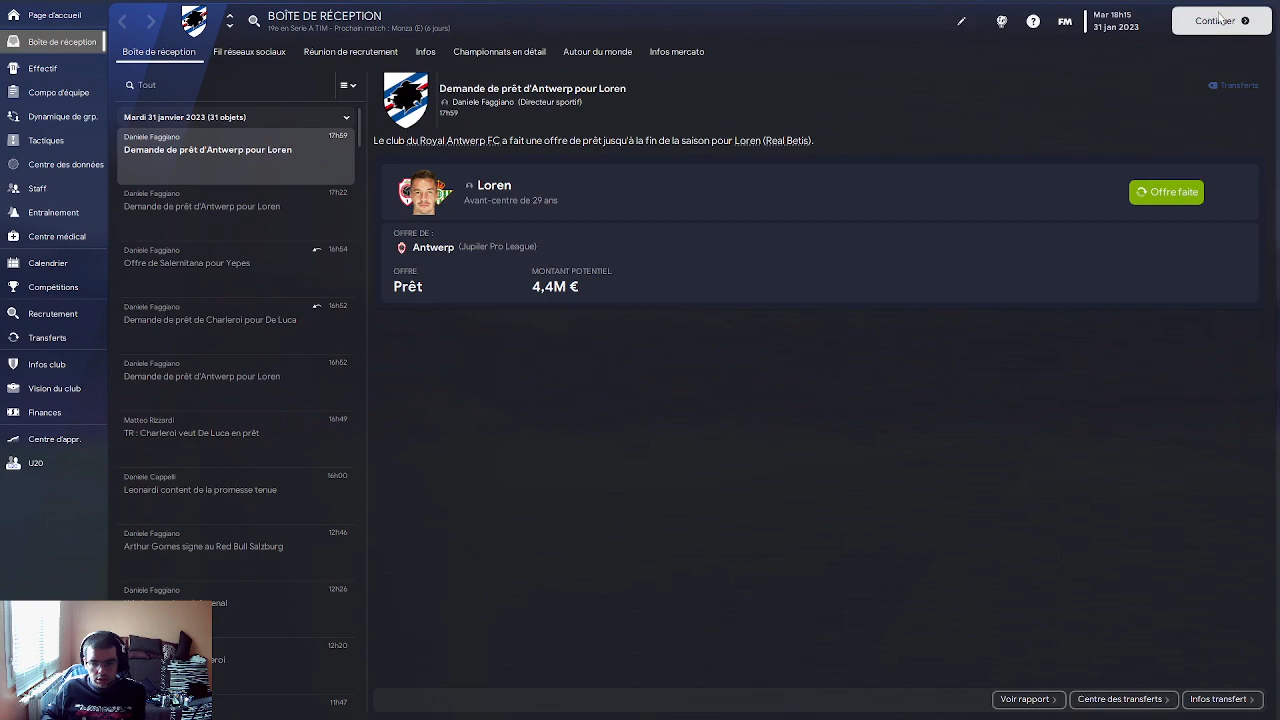 Accueil
Boîte de réception
Effectif
Compo d'équipe
Dynamique de grp.
Tactiques
Centre des données
Staff
Entraînement
Centre médical
Calendrier
Compétitions
Recrutement
Transferts
Infos club
Vision du club
Finances
Centre d'appr.
U20
BOÎTE DE RÉCEPTION
19e en Serie A TIM - Prochain match : Monza (E) (6 jours)
FM
Mar 18h15
31 jan 2023
Continuer
Boîte de réception
Fil réseaux sociaux
Réunion de recrutement
Infos
Championnats en détail
Autour du monde
Infos mercato
Tout
Mardi 31 janvier 2023 (31 objets)
Daniele Faggiano 17h59
Demande de prêt d'Antwerp pour Loren
Daniele Faggiano 17h22
Demande de prêt d'Antwerp pour Loren
Daniele Faggiano 16h54
Offre de Salernitana pour Yepes
Daniele Faggiano 16h52
Demande de prêt de Charleroi pour De Luca
Daniele Faggiano 16h52
Demande de prêt d'Antwerp pour Loren
Matteo Rizzardi 16h49
TR : Charleroi veut De Luca en prêt
Daniele Cappelli 16h00
Leonardi content de la promesse tenue
Daniele Faggiano 12h46
Arthur Gomes signe au Red Bull Salzburg
Daniele Faggiano 12h26
12h20
11h47
Demande de prêt d'Antwerp pour Loren
Daniele Faggiano (Directeur sportif)
17h59
Transferts
Le club du Royal Antwerp FC a fait une offre de prêt jusqu'à la fin de la saison pour Loren (Real Betis).
Loren
Avant-centre de 29 ans
Offre faite
OFFRE DE :
Antwerp (Jupiler Pro League)
OFFRE
Prêt
MONTANT POTENTIEL
4,4M €
Voir rapport
Centre des transferts
Infos transfert